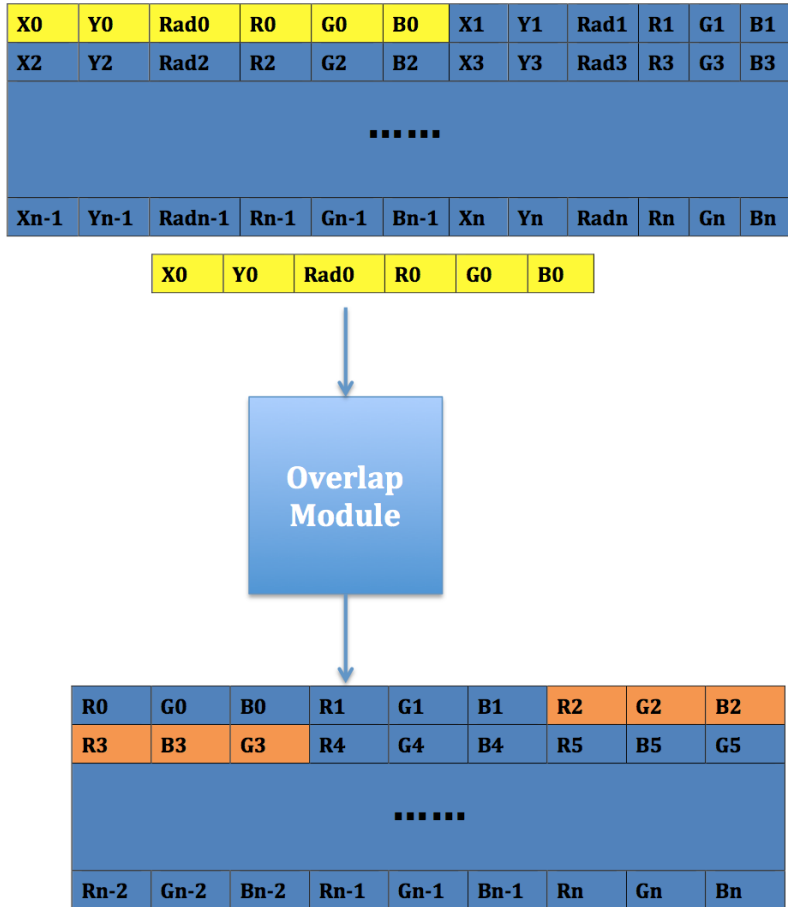 X0 Y0 Rad0 R0 G0 B0 X1 Y1 Rad1 R1 G1 B1
X2 Y2 Rad2 R2 G2 B2 X3 Y3 Rad3 R3 G3 B3
......
Xn-1 Yn-1 Radn-1 Rn-1 Gn-1 Bn-1 Xn Yn Radn Rn Gn Bn
X0 Y0 Rad0 R0 G0 B0
Overlap
Module
R0 G0 B0 R1 G1 B1 R2 G2 B2
R3 B3 G3 R4 G4 B4 R5 B5 G5
......
Rn-2 Gn-2 Bn-2 Rn-1 Gn-1 Bn-1 Rn Gn Bn